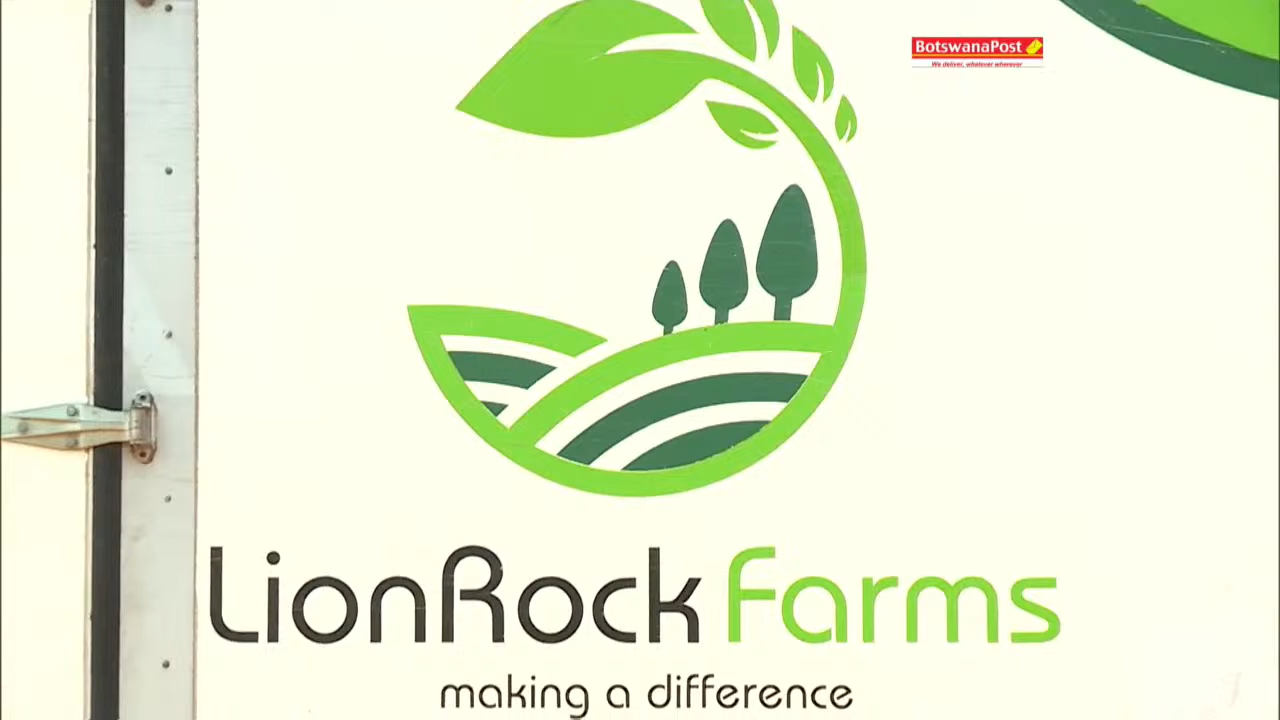 BotswanaPost
We deliver, whatever wherever
LionRock Farms
making a difference